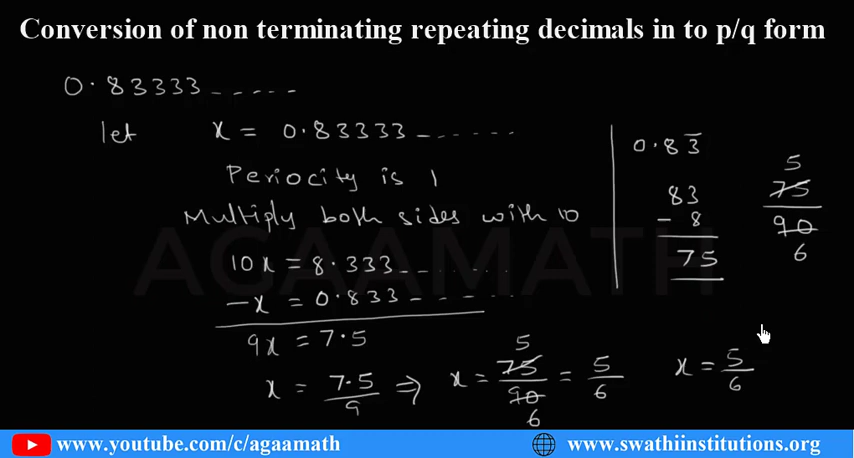 Conversion of non terminating repeating decimals in to p/q form
0.83333.......
let x = 0.83333.......
Periocity is 1
Multiply both sides with 10
10x = 8.333.......
-x = 0.833.......
9x = 7.5
x = 7.5/9 ⇒ x = 75/90 = 5/6
5
6
x = 5/6
0.83̅
83
- 8
75
5
75/90
6
AGAAMATH
www.youtube.com/c/agaamath
www.swathiinstitutions.org